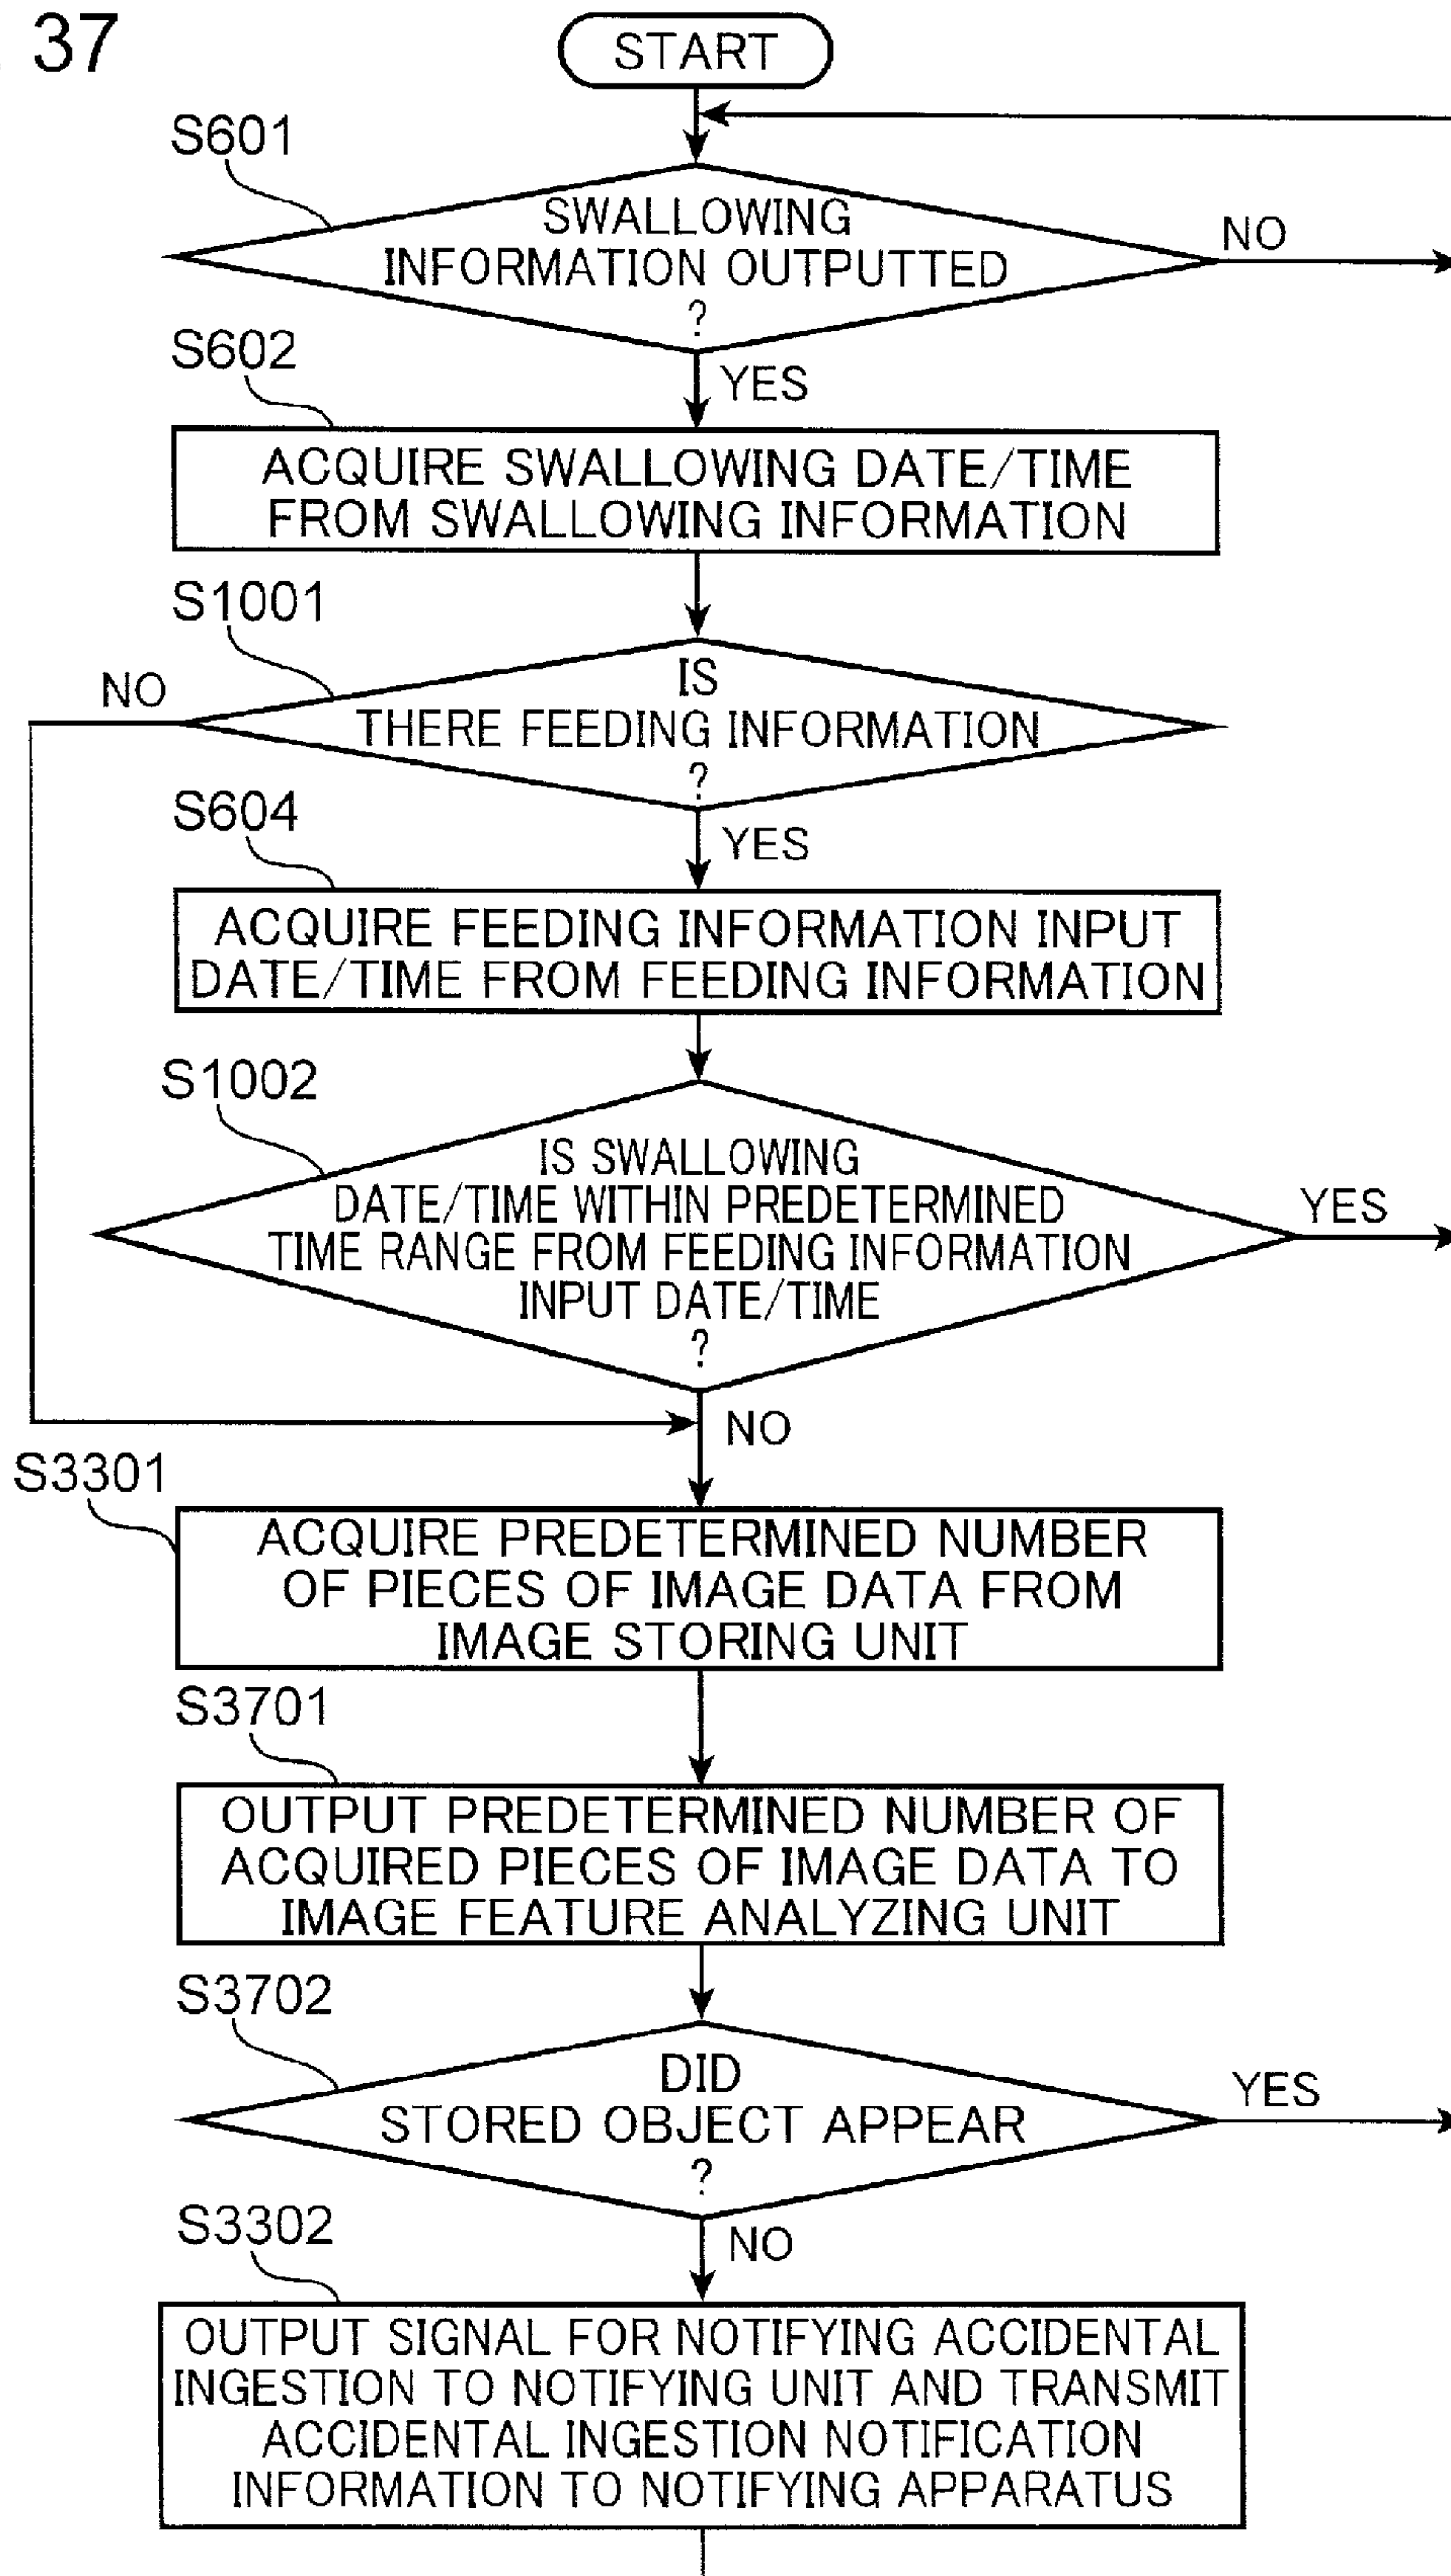 37
START
S601
SWALLOWING
INFORMATION OUTPUTTED
?
NO
YES
S602
ACQUIRE SWALLOWING DATE/TIME
FROM SWALLOWING INFORMATION
S1001
IS
THERE FEEDING INFORMATION
?
NO
YES
S604
ACQUIRE FEEDING INFORMATION INPUT
DATE/TIME FROM FEEDING INFORMATION
S1002
IS SWALLOWING
DATE/TIME WITHIN PREDETERMINED
TIME RANGE FROM FEEDING INFORMATION
INPUT DATE/TIME
?
YES
NO
S3301
ACQUIRE PREDETERMINED NUMBER
OF PIECES OF IMAGE DATA FROM
IMAGE STORING UNIT
S3701
OUTPUT PREDETERMINED NUMBER OF
ACQUIRED PIECES OF IMAGE DATA TO
IMAGE FEATURE ANALYZING UNIT
S3702
DID
STORED OBJECT APPEAR
?
YES
NO
S3302
OUTPUT SIGNAL FOR NOTIFYING ACCIDENTAL
INGESTION TO NOTIFYING UNIT AND TRANSMIT
ACCIDENTAL INGESTION NOTIFICATION
INFORMATION TO NOTIFYING APPARATUS